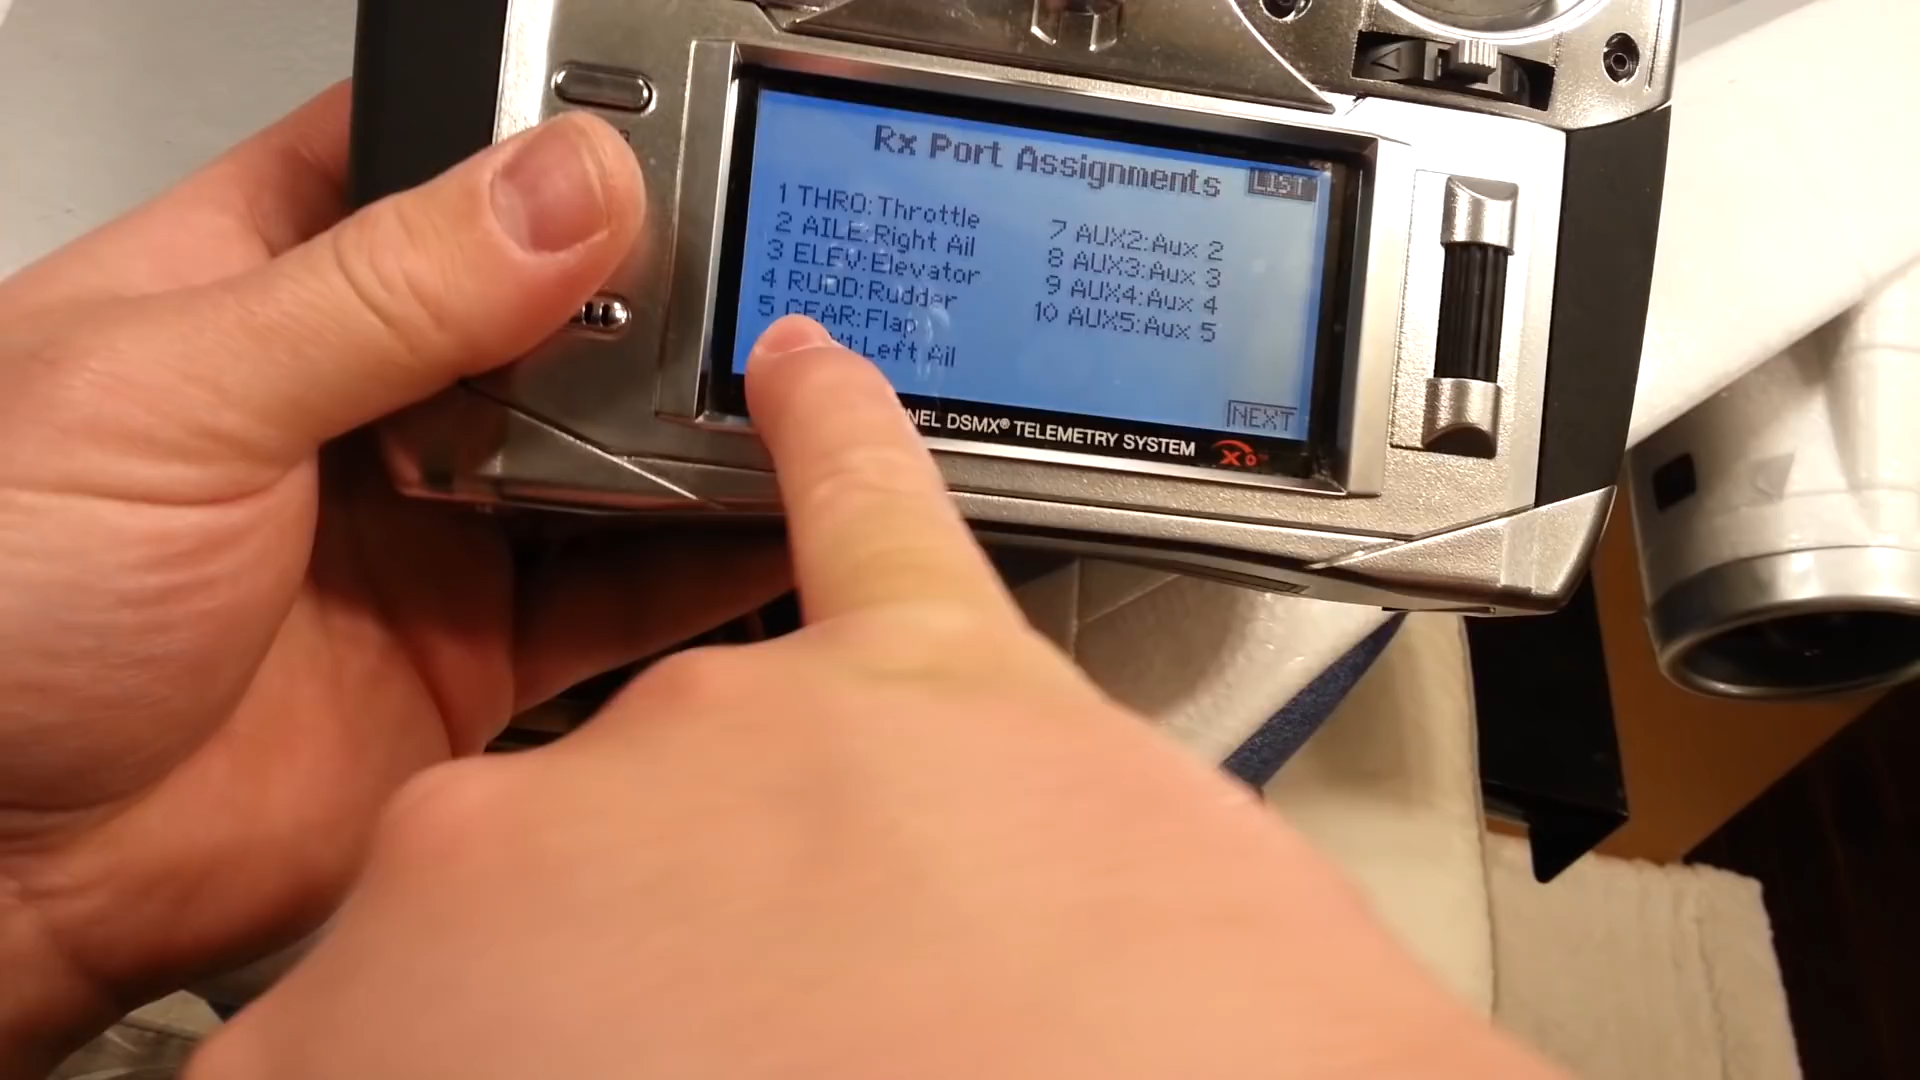 Rx Port Assignments
LIST
1 THRO:Throttle
2 AILE:Right Ail
3 ELEV:Elevator
4 RUDD:Rudder
5 GEAR:Flap
Left Ail
7 AUX2:Aux 2
8 AUX3:Aux 3
9 AUX4:Aux 4
10 AUX5:Aux 5
NEXT
DSMX® TELEMETRY SYSTEM